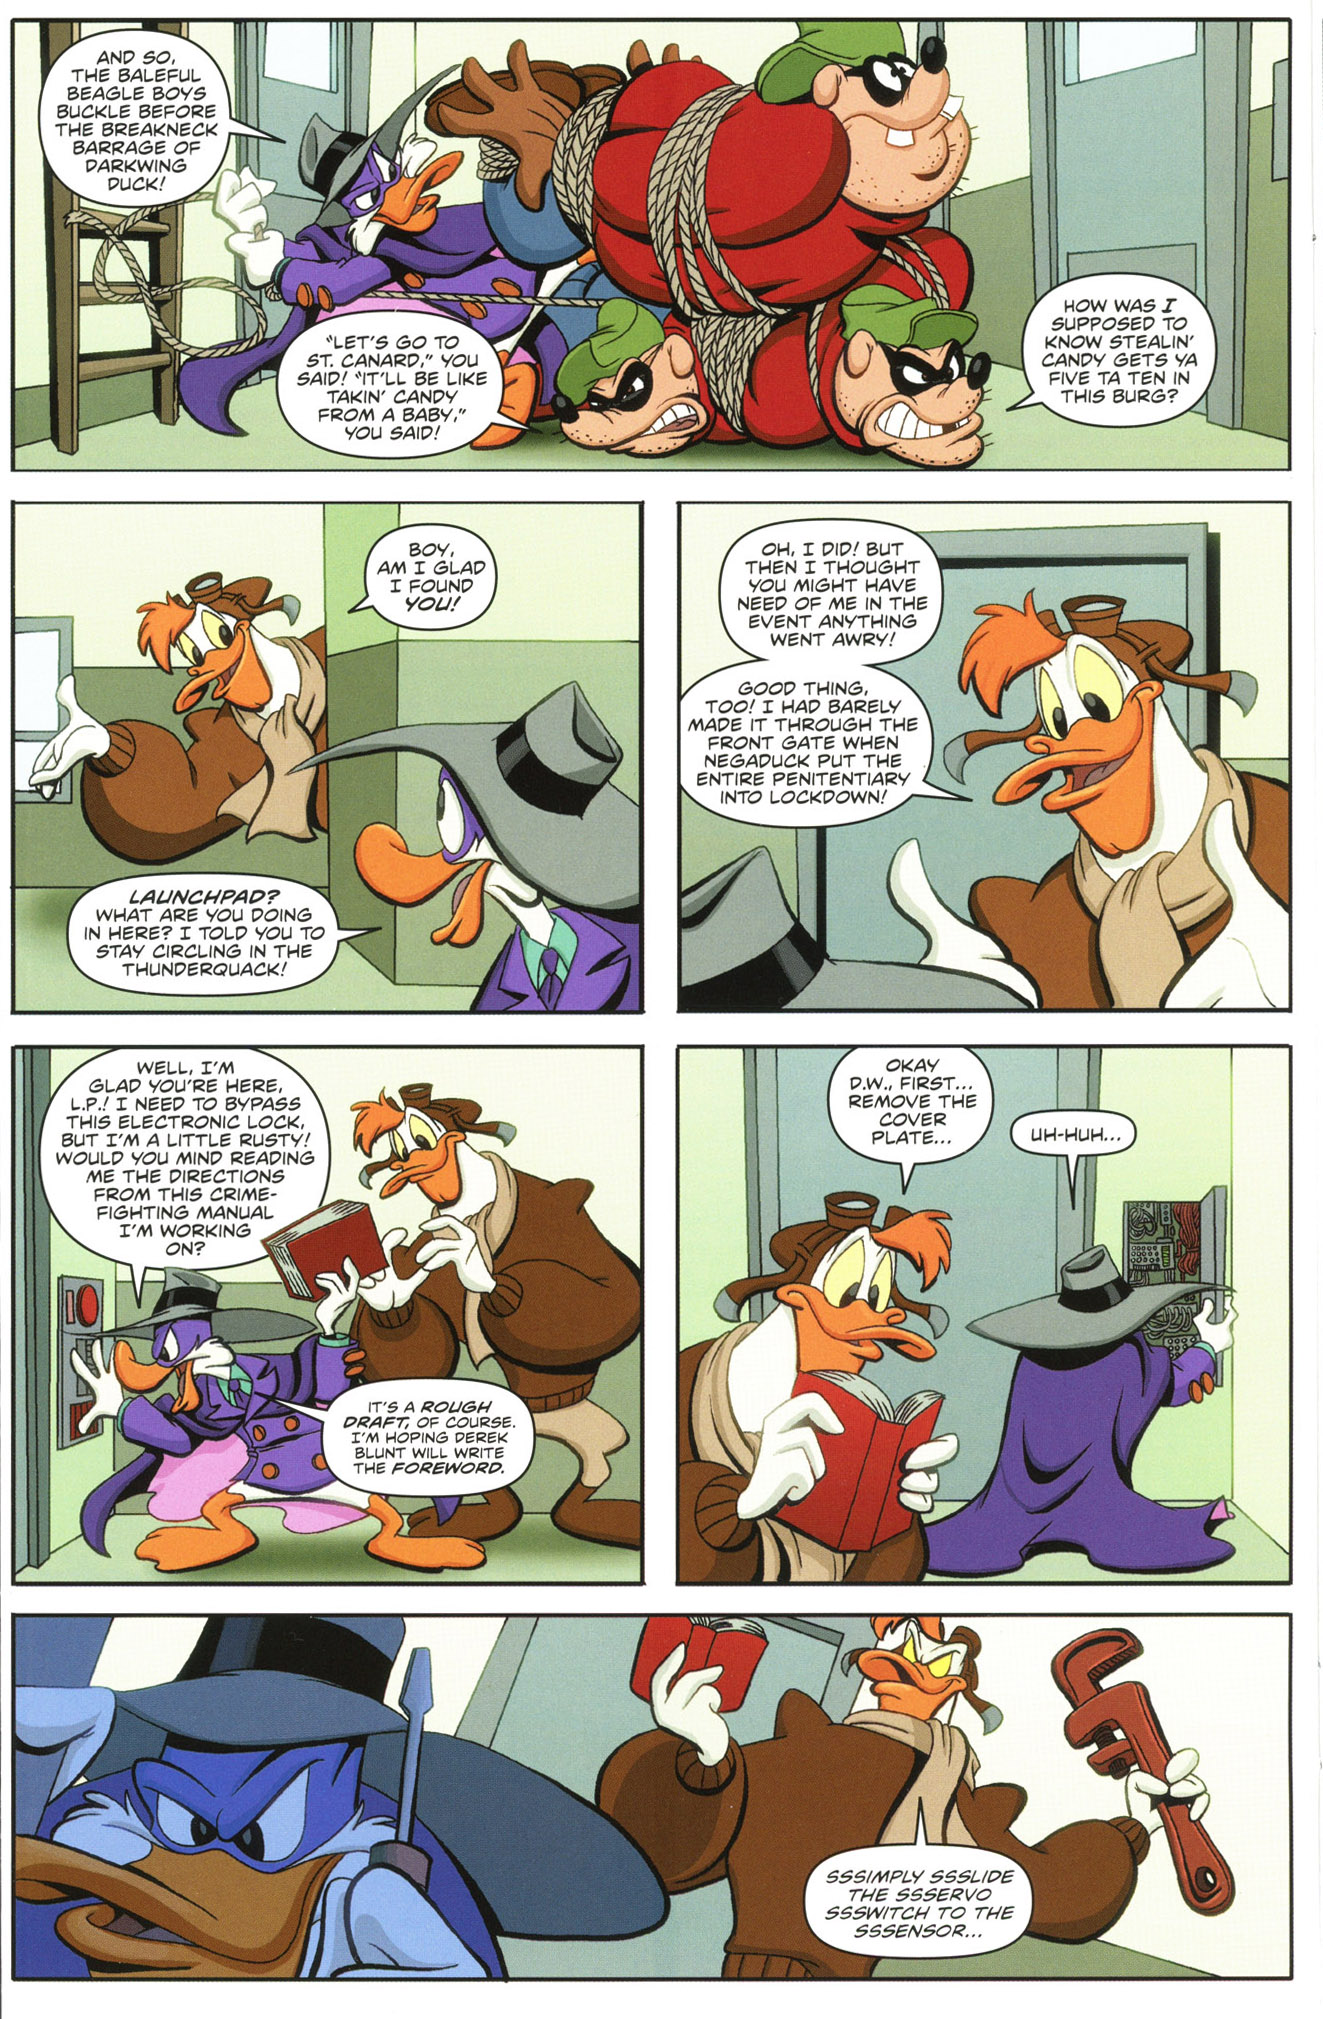 AND SO,
THE BALEFUL
BEAGLE BOYS
BUCKLE BEFORE
THE BREAKNECK
BARRAGE OF
DARKWING
DUCK!
"LET'S GO TO
ST. CANARD," YOU
SAID! "IT'LL BE LIKE
TAKIN' CANDY
FROM A BABY,"
YOU SAID!
HOW WAS I
SUPPOSED TO
KNOW STEALIN'
CANDY GETS YA
FIVE TA TEN IN
THIS BURG?
BOY,
AM I GLAD
I FOUND
YOU!
LAUNCHPAD?
WHAT ARE YOU DOING
IN HERE? I TOLD YOU TO
STAY CIRCLING IN THE
THUNDERQUACK!
OH, I DID! BUT
THEN I THOUGHT
YOU MIGHT HAVE
NEED OF ME IN THE
EVENT ANYTHING
WENT AWRY!
GOOD THING,
TOO! I HAD BARELY
MADE IT THROUGH THE
FRONT GATE WHEN
NEGADUCK PUT THE
ENTIRE PENITENTIARY
INTO LOCKDOWN!
WELL, I'M
GLAD YOU'RE HERE,
L.P.! I NEED TO BYPASS
THIS ELECTRONIC LOCK,
BUT I'M A LITTLE RUSTY!
WOULD YOU MIND READING
ME THE DIRECTIONS
FROM THIS CRIME-
FIGHTING MANUAL
I'M WORKING
ON?
IT'S A ROUGH
DRAFT, OF COURSE.
I'M HOPING DEREK
BLUNT WILL WRITE
THE FOREWORD.
OKAY
D.W., FIRST...
REMOVE THE
COVER
PLATE...
UH-HUH...
SSSIMPLY SSSLIDE
THE SSSERVO
SSSWITCH TO THE
SSSENSOR...